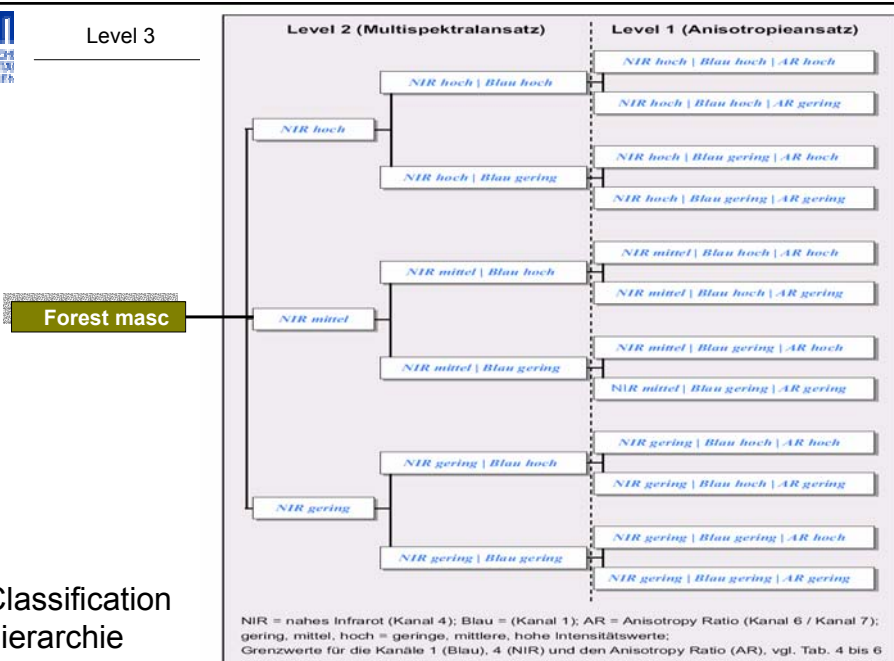 Level 3
Level 2 (Multispektralansatz)
Level 1 (Anisotropieansatz)
NIR hoch | Blau hoch | AR hoch
NIR hoch | Blau hoch
NIR hoch | Blau hoch | AR gering
NIR hoch
NIR hoch | Blau gering | AR hoch
NIR hoch | Blau gering
NIR hoch | Blau gering | AR gering
NIR mittel | Blau hoch | AR hoch
NIR mittel | Blau hoch
NIR mittel | Blau hoch | AR gering
Forest masc
NIR mittel
NIR mittel | Blau gering | AR hoch
NIR mittel | Blau gering
NIR mittel | Blau gering | AR gering
NIR gering | Blau hoch | AR hoch
NIR gering | Blau hoch
NIR gering | Blau hoch | AR gering
NIR gering
NIR gering | Blau gering | AR hoch
NIR gering | Blau gering
NIR gering | Blau gering | AR gering
Classification
ierarchie
NIR = nahes Infrarot (Kanal 4); Blau = (Kanal 1); AR = Anisotropy Ratio (Kanal 6 / Kanal 7);
gering, mittel, hoch = geringe, mittlere, hohe Intensitätswerte;
Grenzwerte für die Kanäle 1 (Blau), 4 (NIR) und den Anisotropy Ratio (AR), vgl. Tab. 4 bis 6